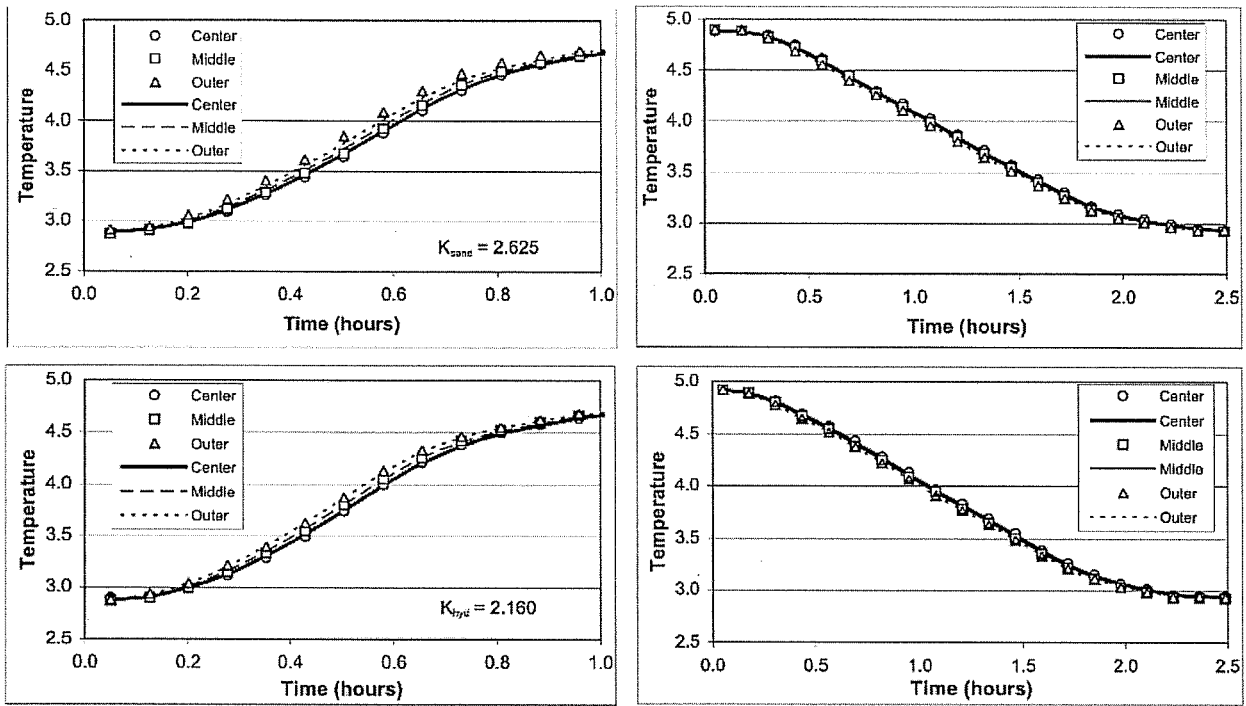 5.0
4.5
4.0
3.5
3.0
2.5
Temperature
Center
Middle
Outer
Center
Middle
Outer
K_sand = 2.625
0.0 0.2 0.4 0.6 0.8 1.0
Time (hours)
5.0
4.5
4.0
3.5
3.0
2.5
Temperature
Center
Center
Middle
Middle
Outer
Outer
0.0 0.5 1.0 1.5 2.0 2.5
Time (hours)
5.0
4.5
4.0
3.5
3.0
2.5
Temperature
Center
Middle
Outer
Center
Middle
Outer
K = 2.160
0.0 0.2 0.4 0.6 0.8 1.0
Time (hours)
5.0
4.5
4.0
3.5
3.0
2.5
Temperature
Center
Center
Middle
Middle
Outer
Outer
0.0 0.5 1.0 1.5 2.0 2.5
Time (hours)